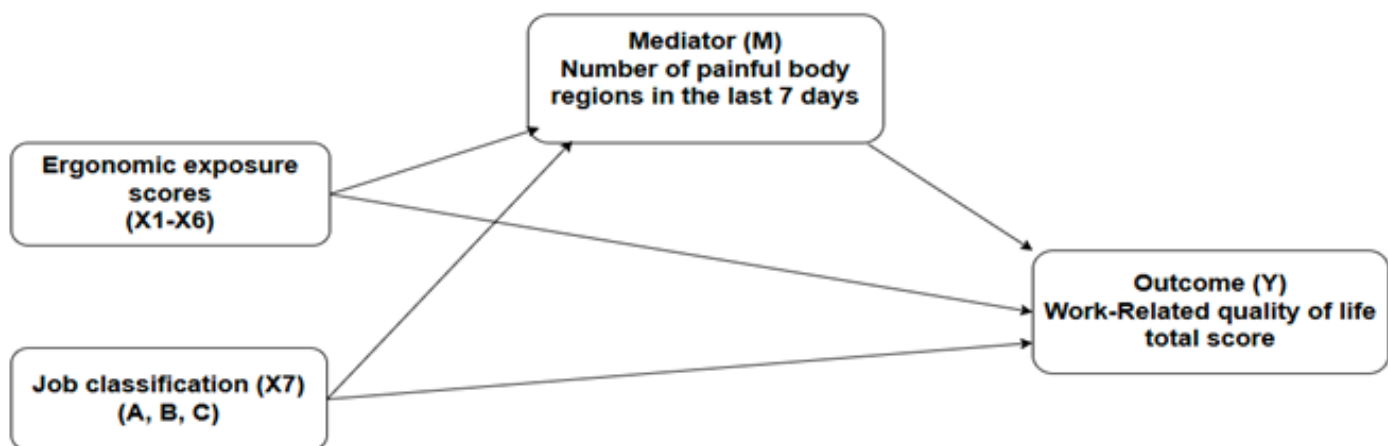 Mediator (M)
Number of painful body
regions in the last 7 days
Ergonomic exposure
scores
(X1-X6)
Outcome (Y)
Work-Related quality of life
total score
Job classification (X7)
(A, B, C)